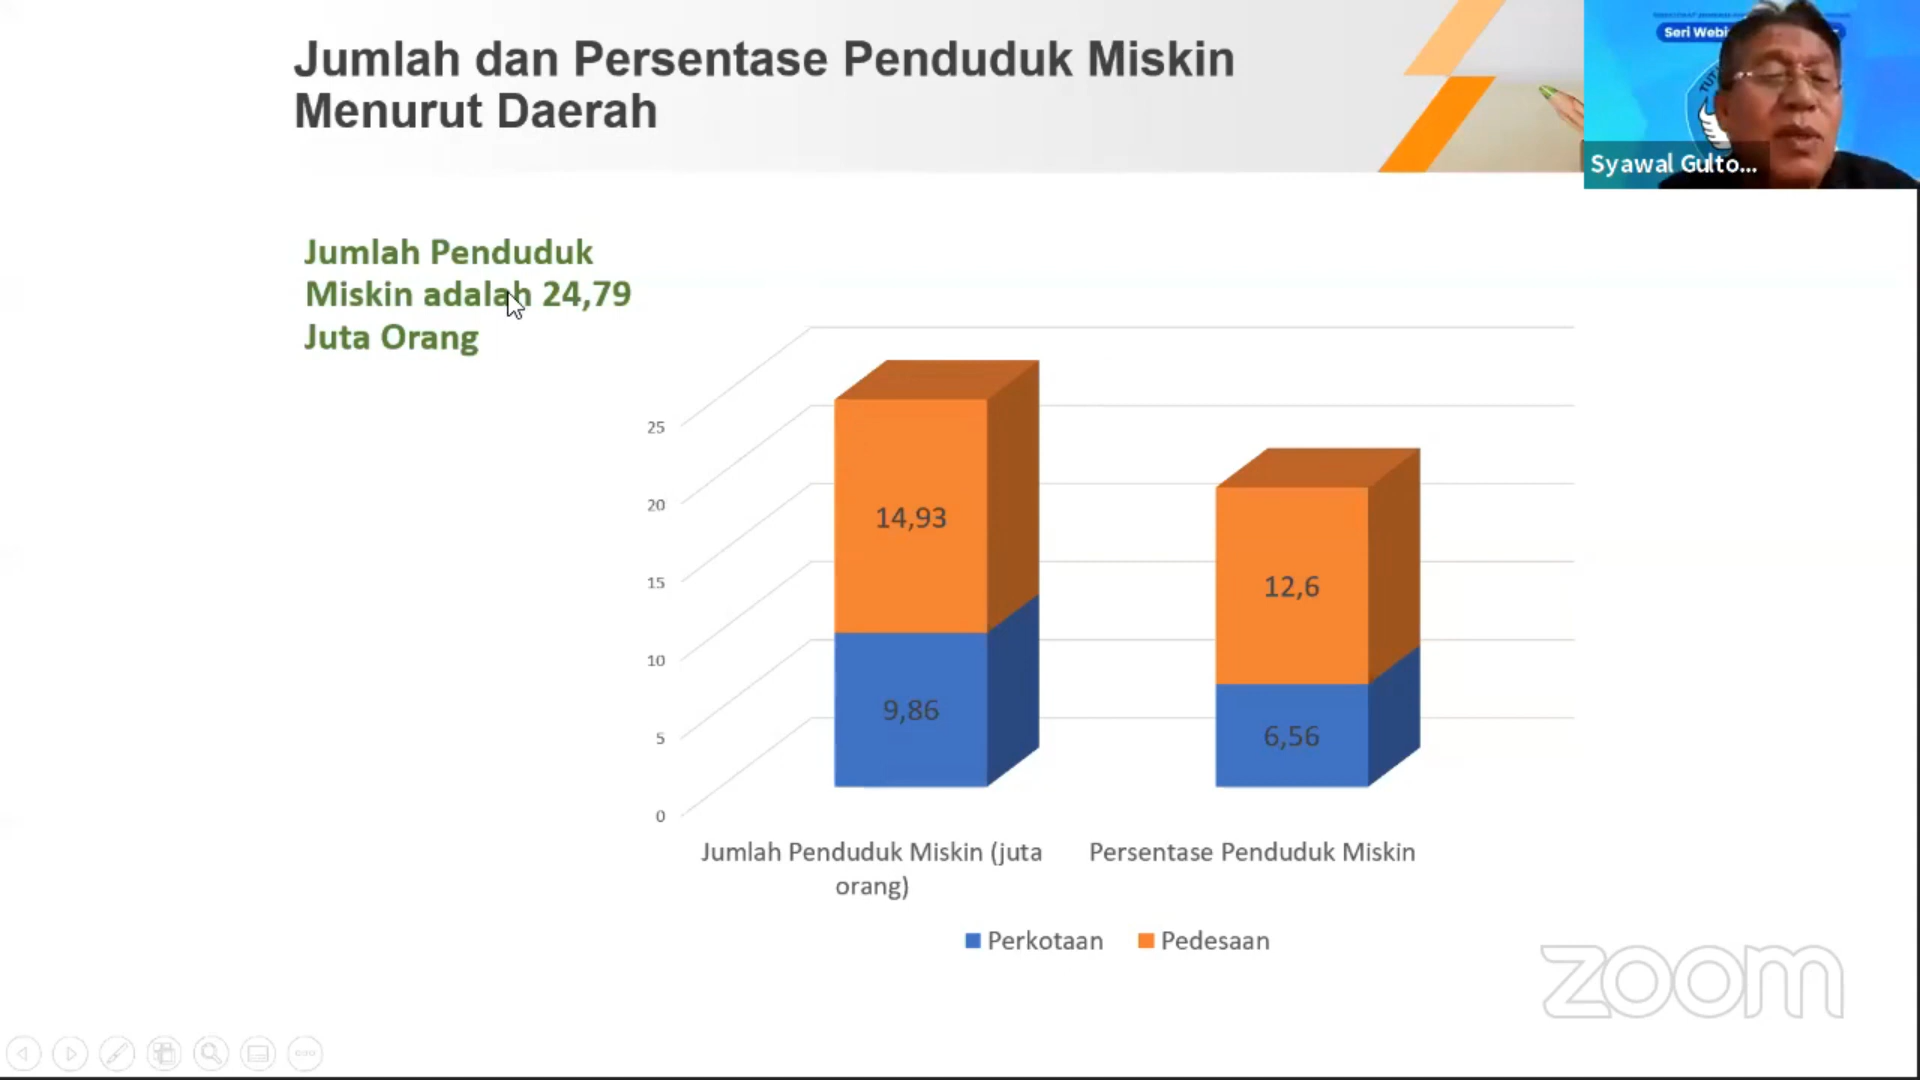 Jumlah dan Persentase Penduduk Miskin
Menurut Daerah
Seri Webi
TUT
Syawal Gulto...
Jumlah Penduduk
Miskin adalah 24,79
Juta Orang
25
20
15
10
5
0
14,93
9,86
12,6
6,56
Jumlah Penduduk Miskin (juta
orang)
Persentase Penduduk Miskin
Perkotaan
Pedesaan
zoom